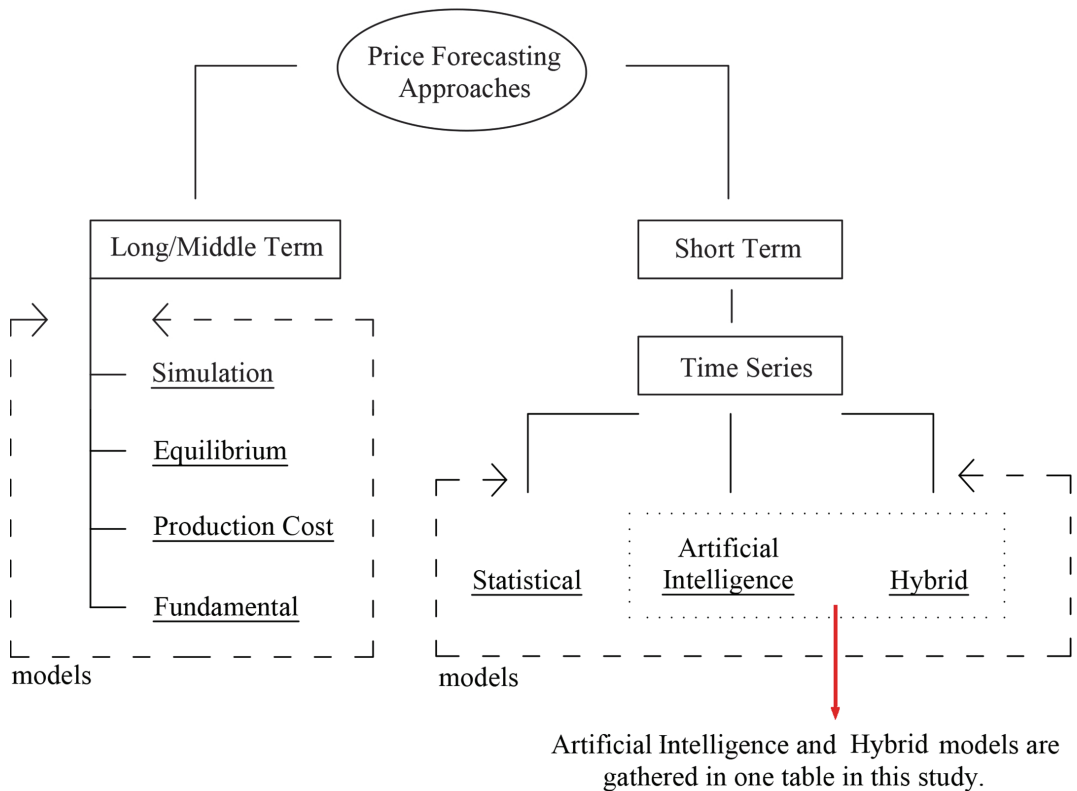 Price Forecasting
Approaches
Long/Middle Term
Simulation
Equilibrium
Production Cost
Fundamental
models
Short Term
Time Series
Statistical
Artificial
Intelligence
Hybrid
models
Artificial Intelligence and Hybrid models are
gathered in one table in this study.